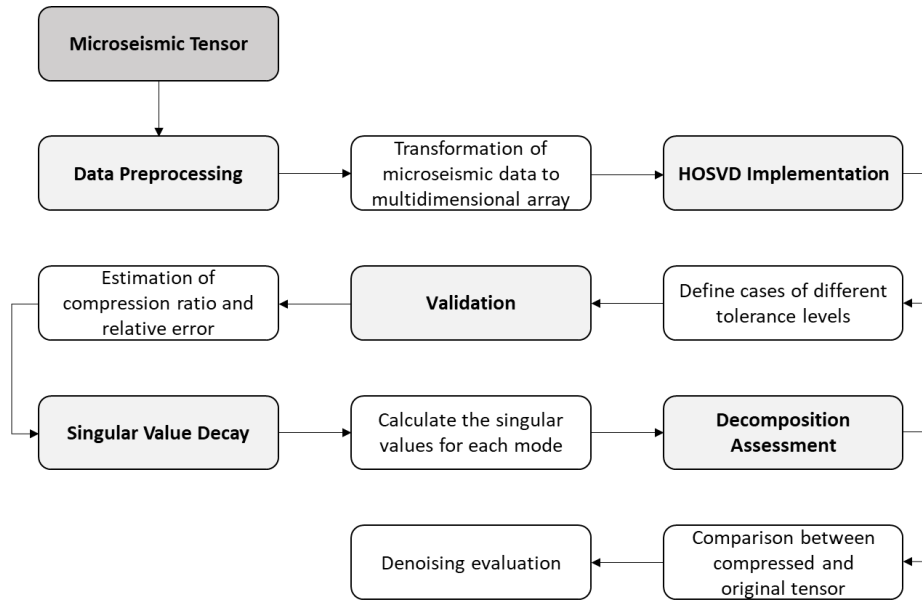 Microseismic Tensor
Data Preprocessing
Transformation of
microseismic data to
multidimensional array
HOSVD Implementation
Estimation of
compression ratio and
relative error
Validation
Define cases of different
tolerance levels
Singular Value Decay
Calculate the singular
values for each mode
Decomposition
Assessment
Denoising evaluation
Comparison between
compressed and
original tensor